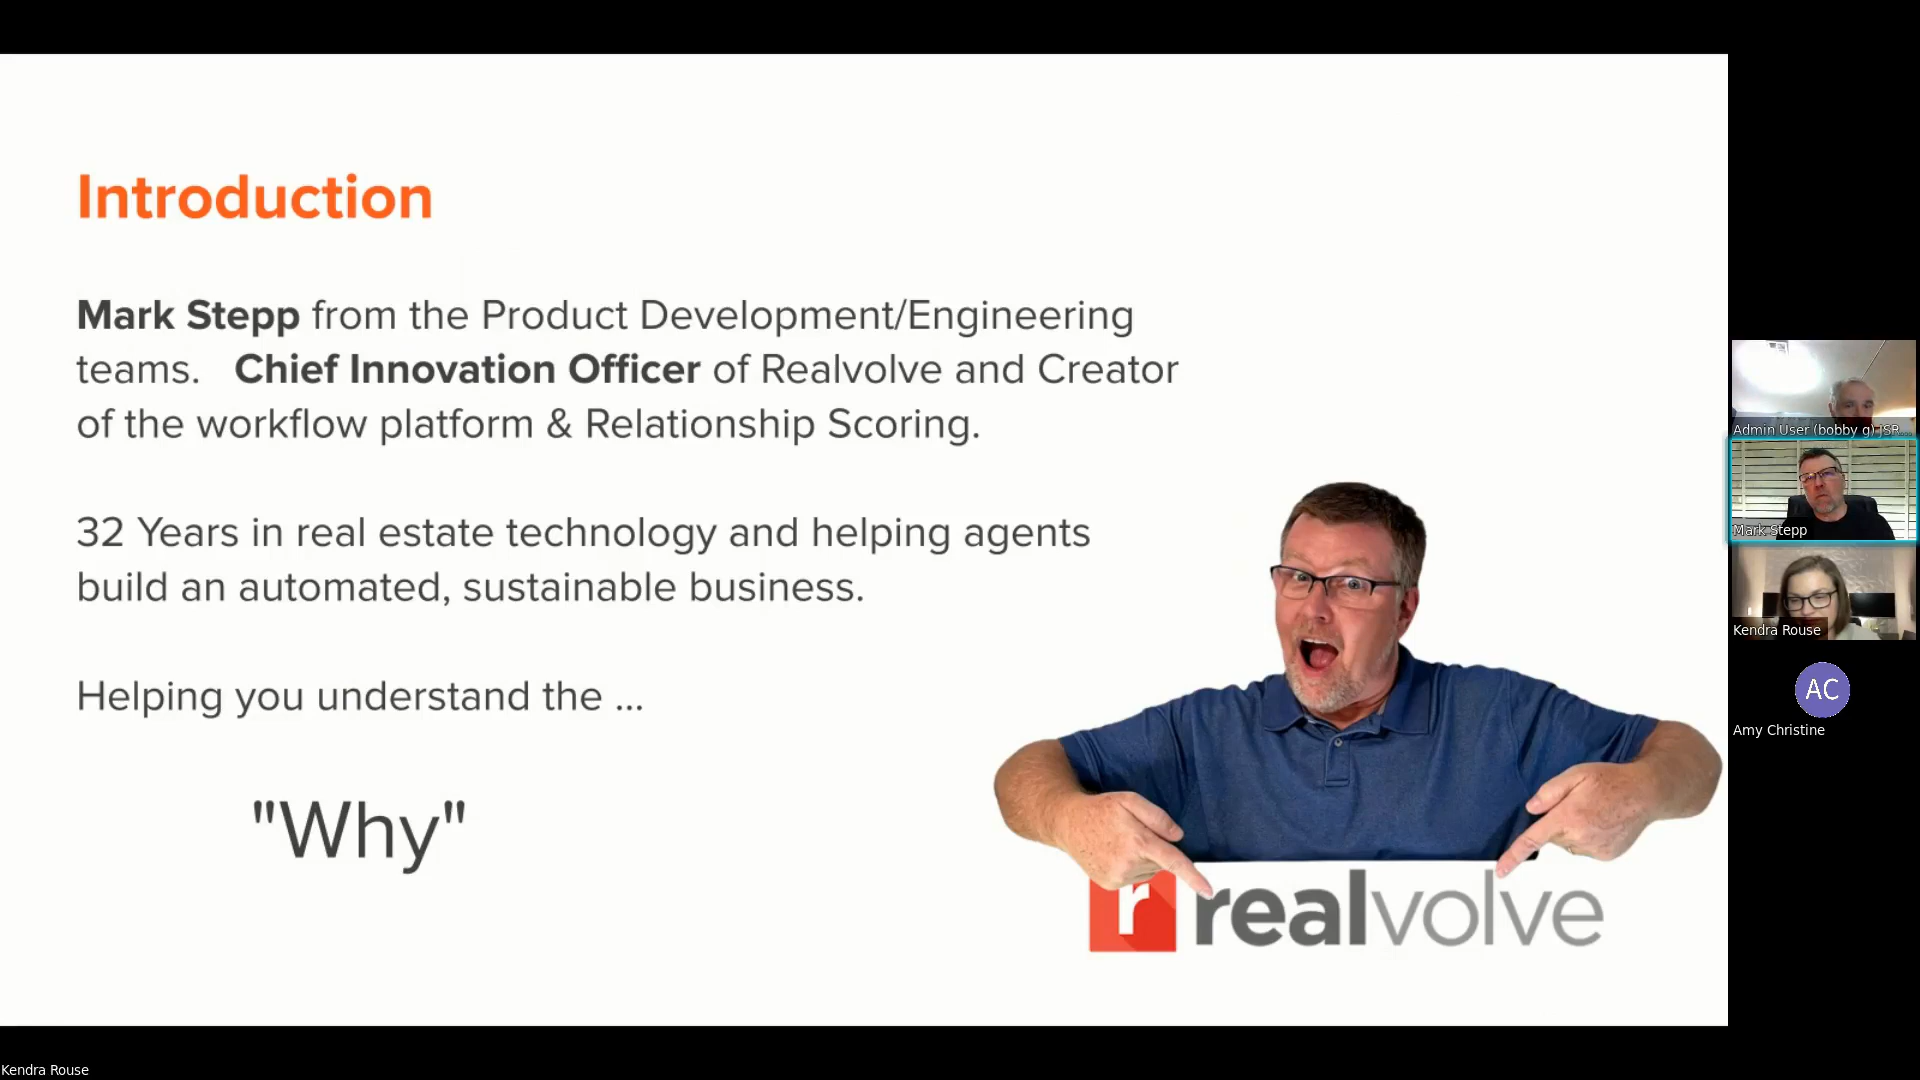 Introduction
Mark Stepp from the Product Development/Engineering
teams. Chief Innovation Officer of Realvolve and Creator
of the workflow platform & Relationship Scoring.
32 Years in real estate technology and helping agents
build an automated, sustainable business.
Helping you understand the ...
"Why"
r realvolve
Admin User (bobby g) JSR...
Mark Stepp
Kendra Rouse
AC
Amy Christine
Kendra Rouse